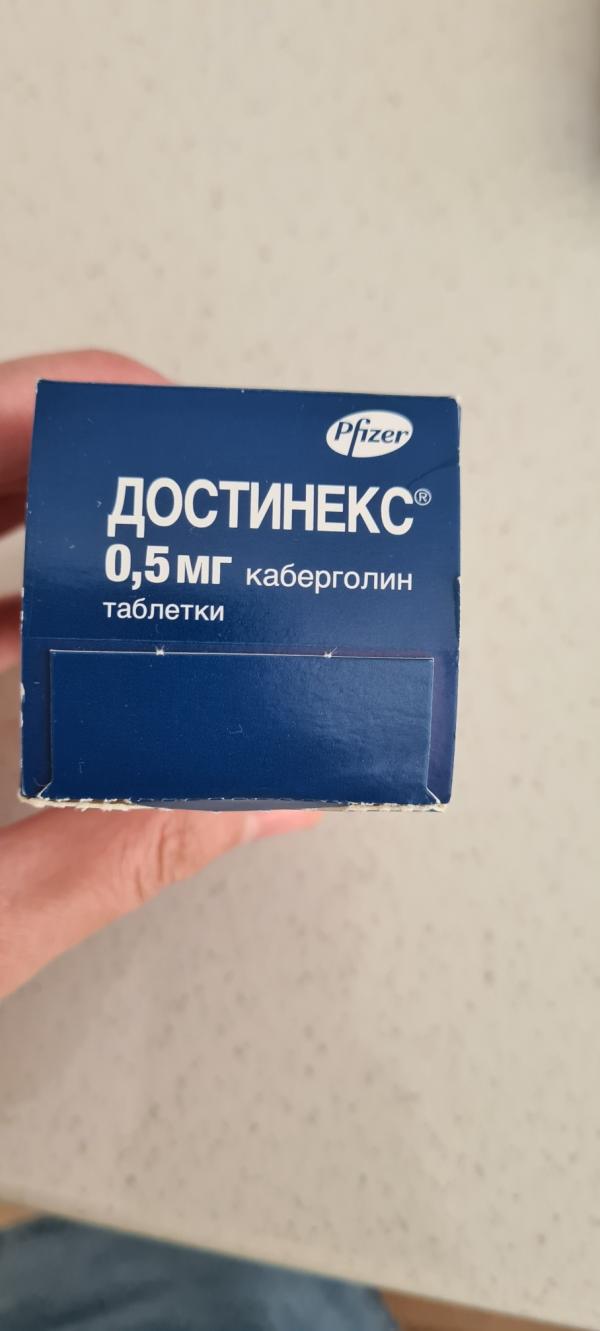 Pfizer
ДОСТИНЕКС®
0,5 мг каберголин
таблетки